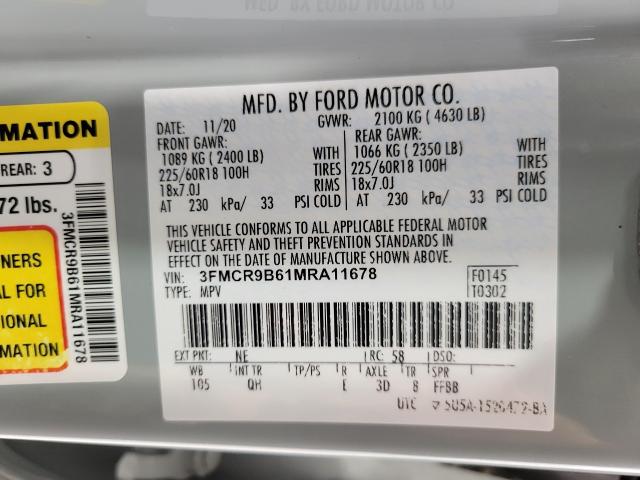 MFD. BY FORD MOTOR CO.
DATE: 11/20 GVWR: 2100 KG ( 4630 LB)
FRONT GAWR: REAR GAWR:
1089 KG ( 2400 LB) WITH 1066 KG ( 2350 LB) WITH
225/60R18 100H TIRES 225/60R18 100H TIRES
18x7.0J RIMS 18x7.0J RIMS
AT 230 kPa/ 33 PSI COLD AT 230 kPa/ 33 PSI COLD
THIS VEHICLE CONFORMS TO ALL APPLICABLE FEDERAL MOTOR
VEHICLE SAFETY AND THEFT PREVENTION STANDARDS IN
EFFECT ON THE DATE OF MANUFACTURE SHOWN ABOVE.
VIN: 3FMCR9B61MRA11678 F0145
TYPE: MPV T0302
EXT PNT: NE RC: 58 DSO:
WB INT TR TP/PS R AXLE TR SPR
105 QH E 3D 8 FFBB
UTC
RMATION
REAR: 3
72 lbs.
3FMCR9B61MRA11678
NERS
AL FOR
IONAL
MATION